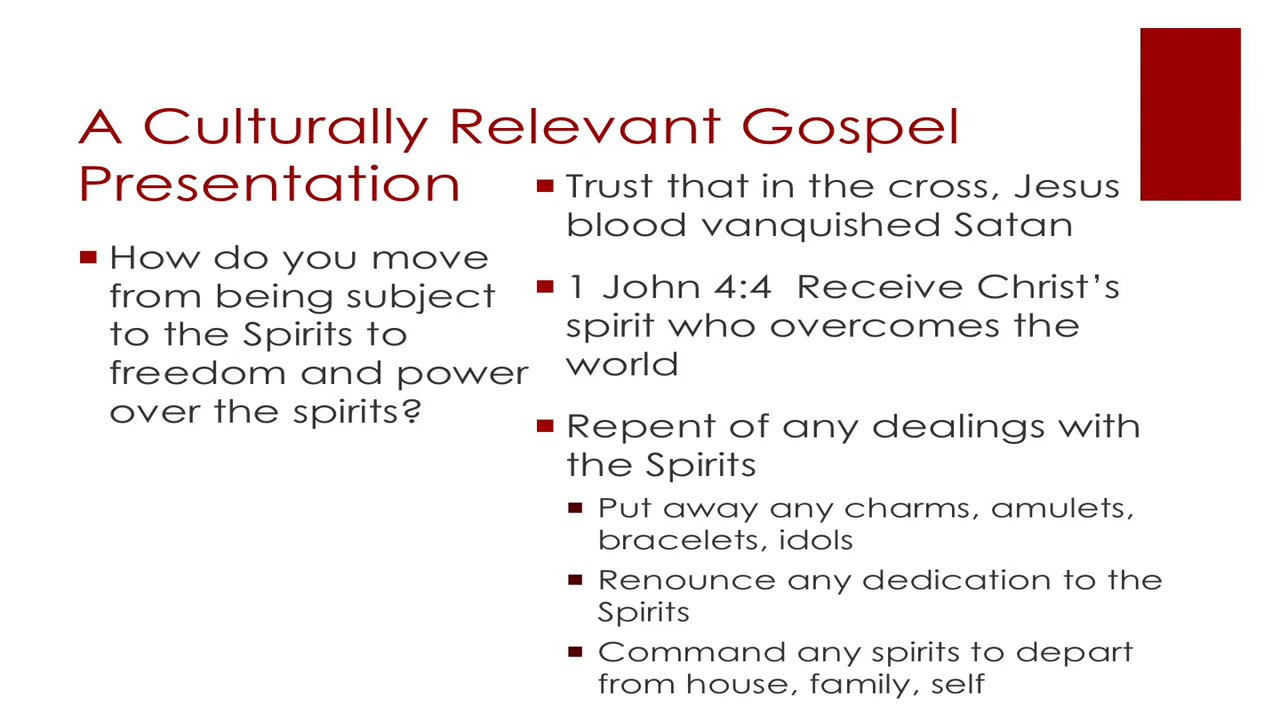 A Culturally Relevant Gospel
Presentation
How do you move
from being subject
to the Spirits to
freedom and power
over the spirits?
Trust that in the cross, Jesus
blood vanquished Satan
1 John 4:4  Receive Christ's
spirit who overcomes the
world
Repent of any dealings with
the Spirits
Put away any charms, amulets,
bracelets, idols
Renounce any dedication to the
Spirits
Command any spirits to depart
from house, family, self